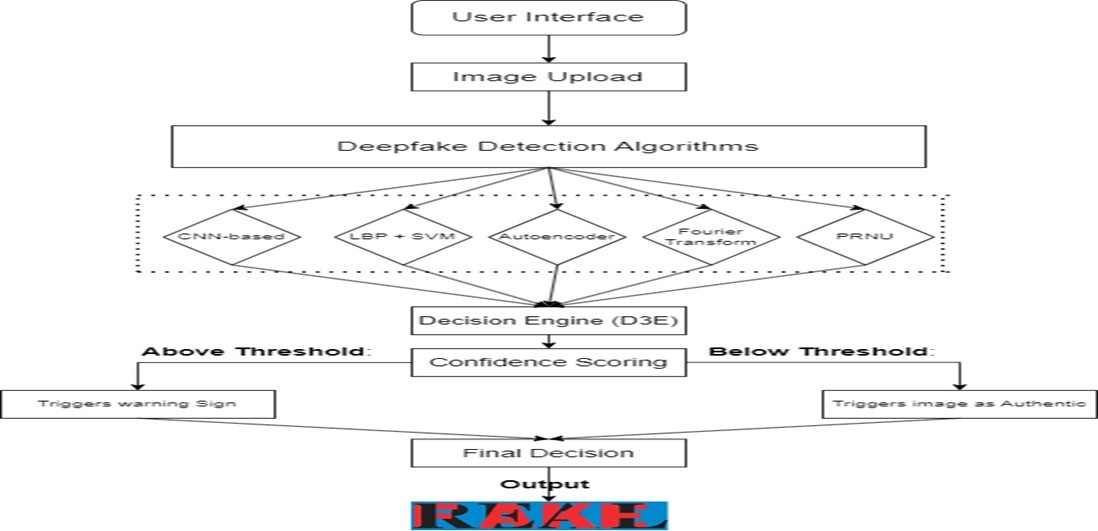 User Interface
Image Upload
Deepfake Detection Algorithms
CNN-based
LBP + SVM
Autoencoder
Fourier
Transform
PRNU
Decision Engine (D3E)
Above Threshold:
Confidence Scoring
Below Threshold:
Triggers warning Sign
Triggers image as Authentic
Final Decision
Output